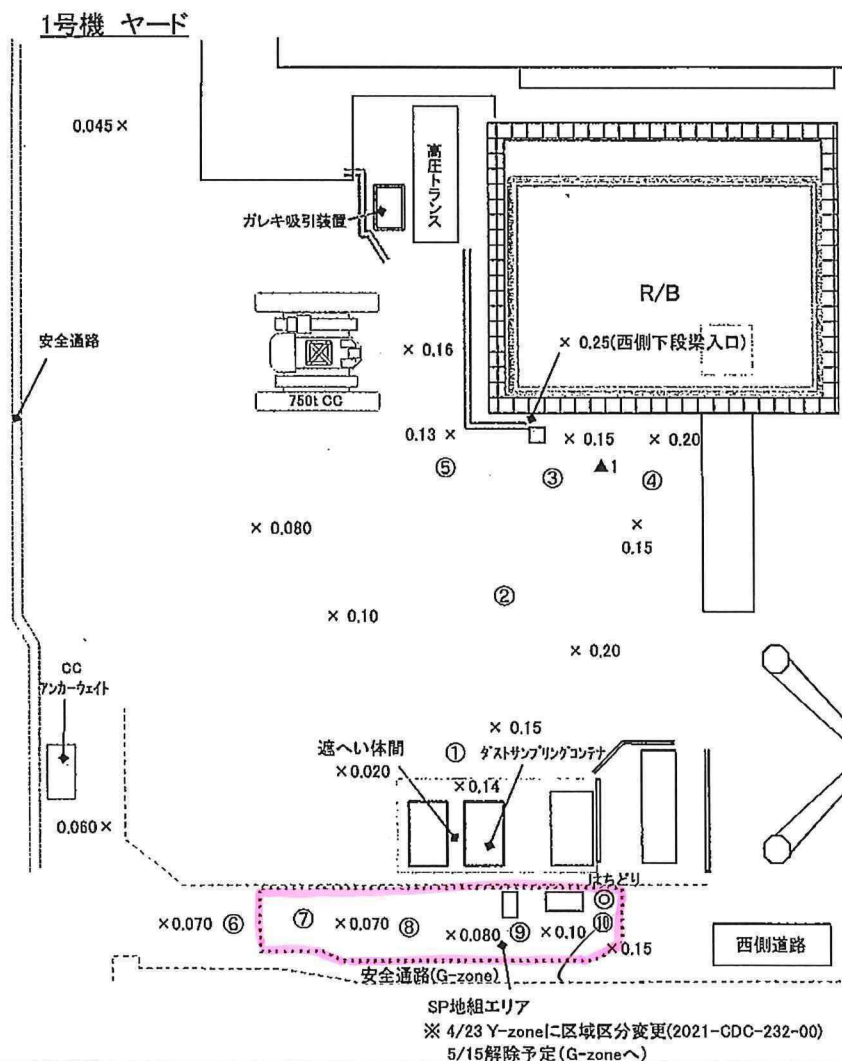 1号機 ヤード
0.045×
高圧トランス
ガレキ吸引装置
R/B
安全通路
× 0.16
× 0.25(西側下段梁入口)
750t CC
0.13 ×
× 0.15
× 0.20
⑤
③
▲1
④
× 0.080
×
0.15
②
× 0.10
× 0.20
CC
アンカーウェイト
× 0.15
遮へい体間
① ダストサンプリングコンテナ
×0.020
×0.14
0.060×
はちどり
×0.070 ⑥
⑦ ×0.070 ⑧
×0.080 ⑨ ×0.10 ⑩
×0.15
西側道路
安全通路(G-zone)
SP地組エリア
※ 4/23 Y-zoneに区域区分変更(2021-CDC-232-00)
5/15解除予定(G-zoneへ)